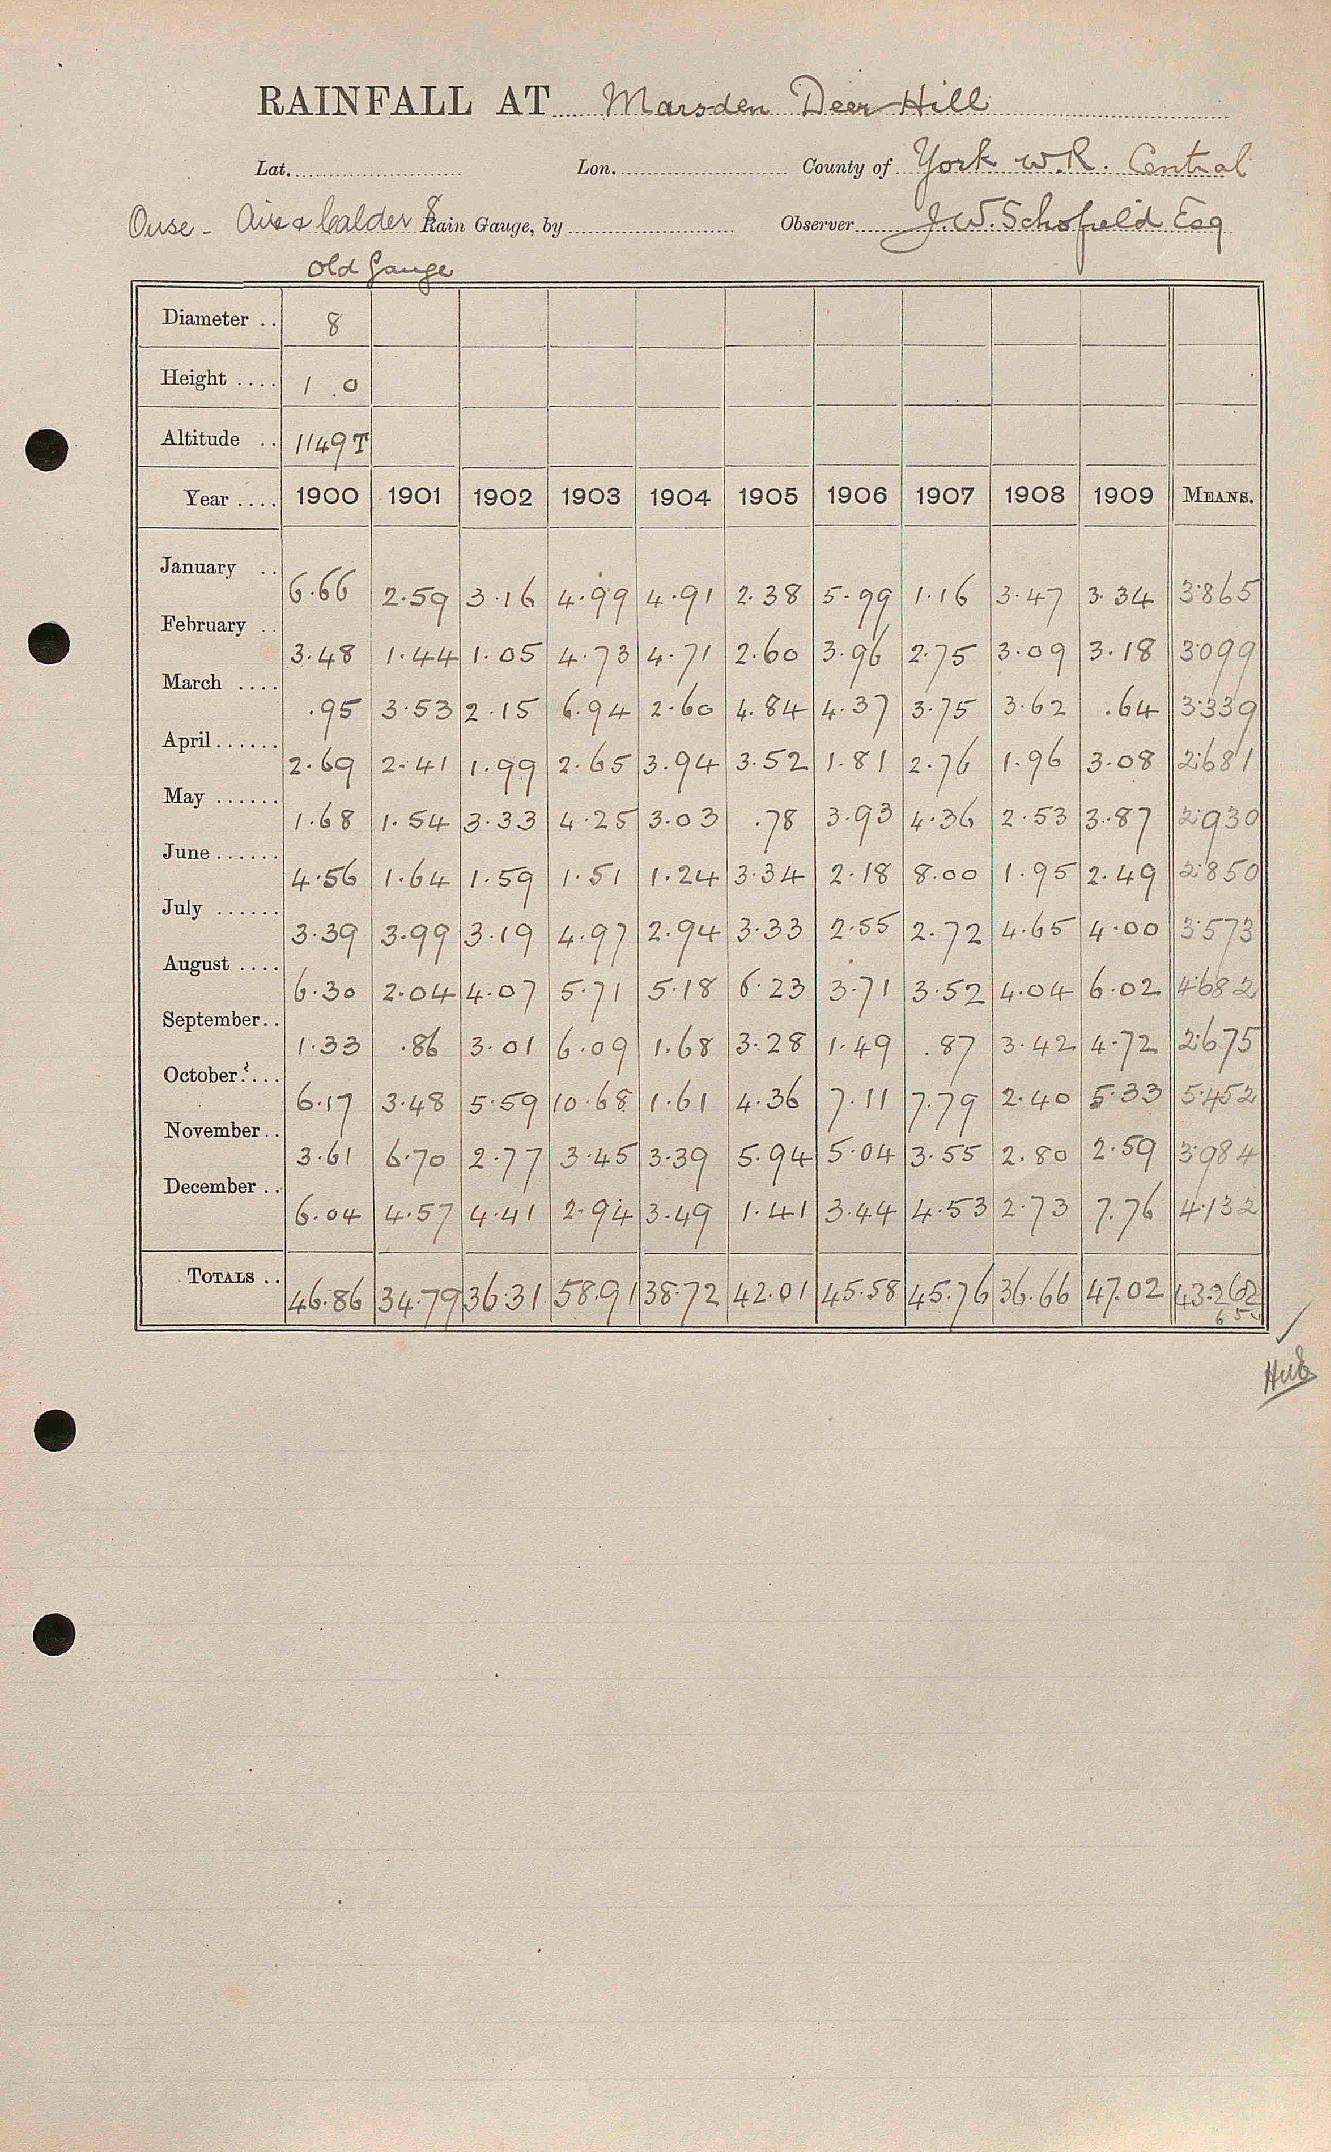 RAINFALL AT Marsden Deer Hill
Lat. Lon. County of York W.R. Central
Ouse - Aire & Calder 8 Rain Gauge, by Observer J.W. Schofield Esq
Old Gauge
Diameter .. 8
Height .... 1 . 0
Altitude .. 1149 T
Year .... 1900 1901 1902 1903 1904 1905 1906 1907 1908 1909 MEANS.
January .. 6.66 2.59 3.16 4.99 4.91 2.38 5.99 1.16 3.47 3.34 3.865
February .. 3.48 1.44 1.05 4.73 4.71 2.60 3.96 2.75 3.09 3.18 3.099
March .... .95 3.53 2.15 6.94 2.60 4.84 4.37 3.75 3.62 .64 3.339
April...... 2.69 2.41 1.99 2.65 3.94 3.52 1.81 2.76 1.96 3.08 2.681
May ...... 1.68 1.54 3.33 4.25 3.03 .78 3.93 4.36 2.53 3.87 2.930
June...... 4.56 1.64 1.59 1.51 1.24 3.34 2.18 8.00 1.95 2.49 2.850
July ...... 3.39 3.99 3.19 4.97 2.94 3.33 2.55 2.72 4.65 4.00 3.573
August .... 6.30 2.04 4.07 5.71 5.18 6.23 3.71 3.52 4.04 6.02 4.682
September.. 1.33 .86 3.01 6.09 1.68 3.28 1.49 .87 3.42 4.72 2.675
October.... 6.17 3.48 5.59 10.68 1.61 4.36 7.11 7.79 2.40 5.33 5.452
November.. 3.61 6.70 2.77 3.45 3.39 5.94 5.04 3.55 2.80 2.59 3.984
December .. 6.04 4.57 4.41 2.94 3.49 1.41 3.44 4.53 2.73 7.76 4.132
TOTALS .. 46.86 34.79 36.31 58.91 38.72 42.01 45.58 45.76 36.66 47.02 43.262